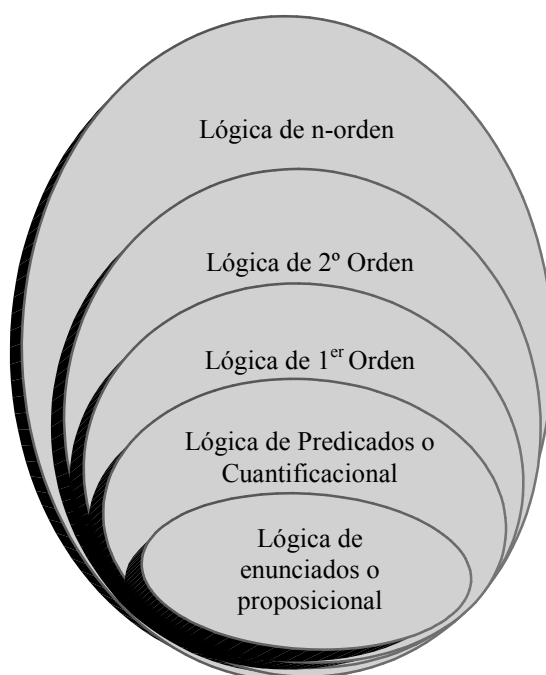 Lógica de n-orden
Lógica de 2º Orden
Lógica de 1er Orden
Lógica de Predicados o
Cuantificacional
Lógica de
enunciados o
proposicional